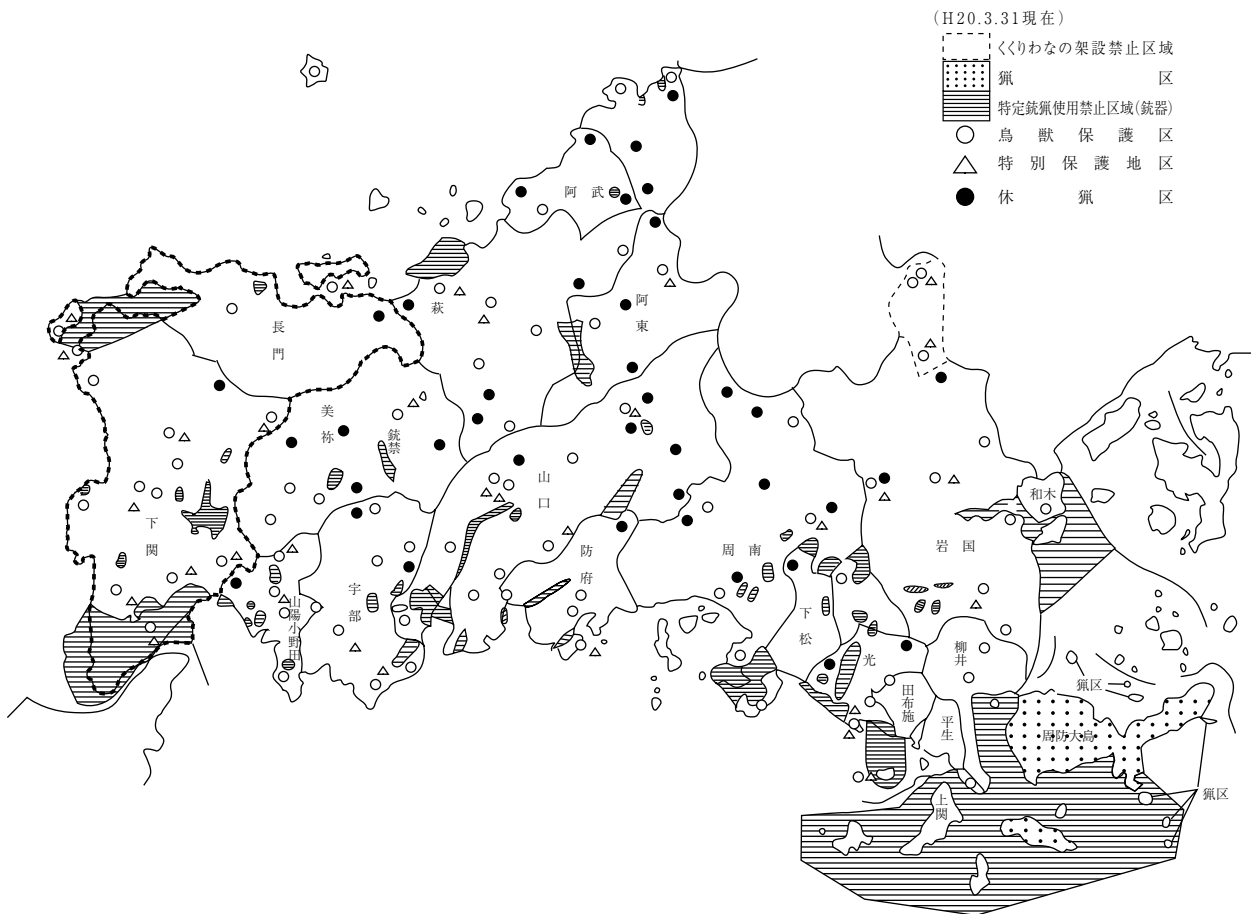 (H20.3.31現在)
くくりわなの架設禁止区域
猟区
特定銃猟使用禁止区域(銃器)
鳥獣保護区
特別保護地区
休猟区
阿武
萩
阿東
長門
美祢
銃禁
山口
下関
宇部
山陽小野田
防府
周南
下松
光
岩国
和木
柳井
田布施
平生
周防大島
上関
猟区
猟区